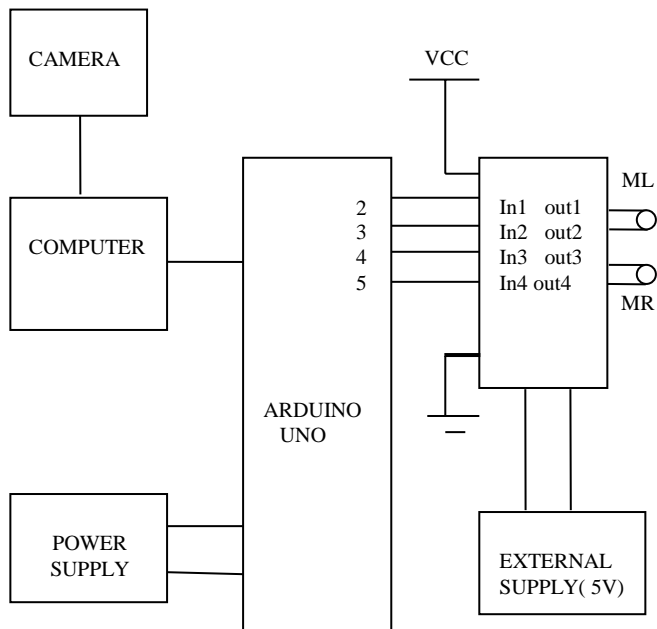 CAMERA
VCC
ML
2
3
4
5
In1 out1
In2 out2
In3 out3
In4 out4
COMPUTER
MR
ARDUINO
UNO
POWER
SUPPLY
EXTERNAL
SUPPLY( 5V)